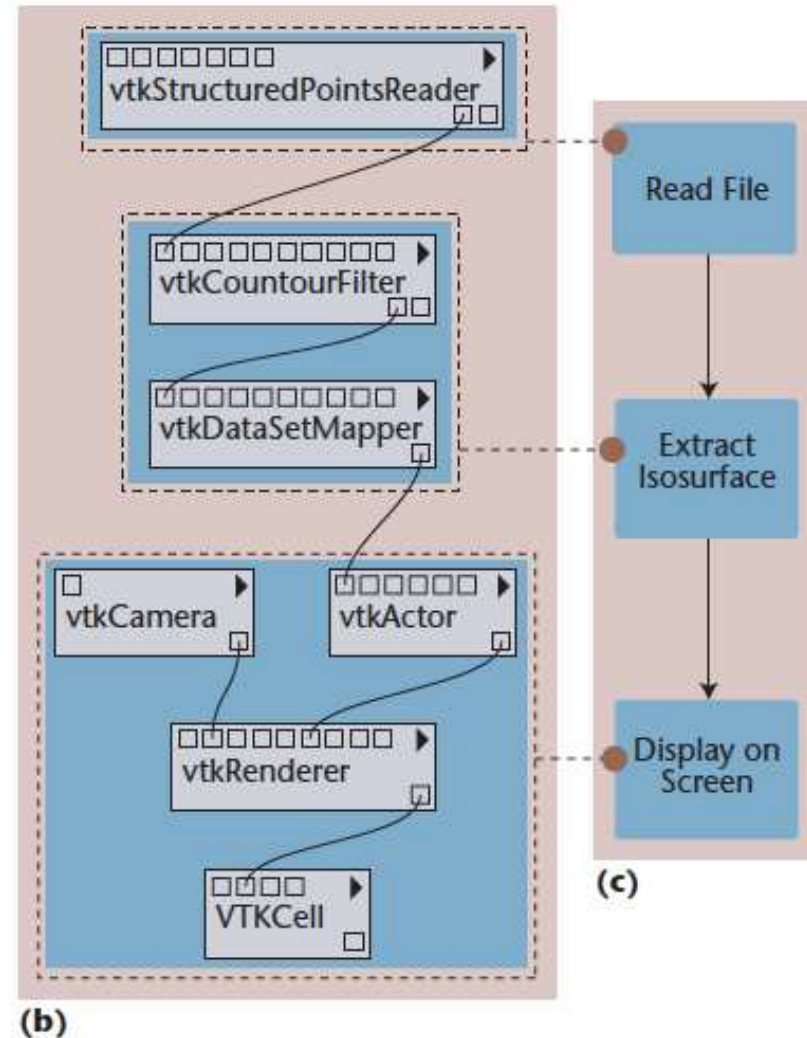 vtkStructuredPointsReader
vtkCountourFilter
vtkDataSetMapper
vtkCamera
vtkActor
vtkRenderer
VTKCell
(b)
Read File
Extract
Isosurface
Display on
Screen
(c)